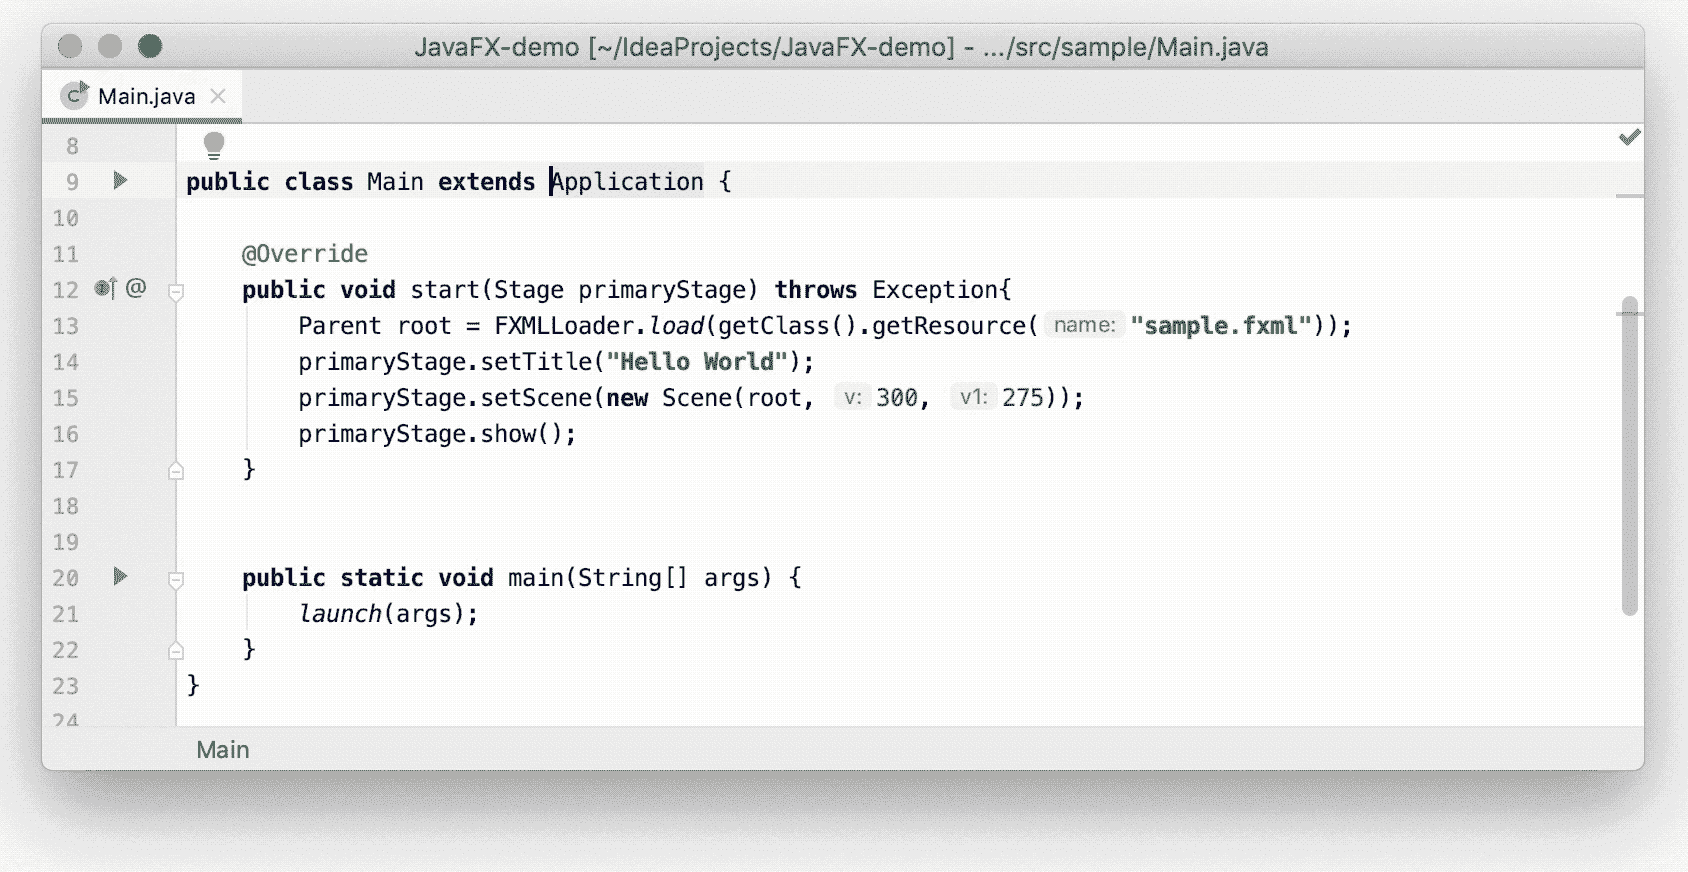 JavaFX-demo [~/IdeaProjects/JavaFX-demo] - .../src/sample/Main.java
C Main.java
8
9 public class Main extends Application {
10
11 @Override
12 @ public void start(Stage primaryStage) throws Exception{
13 Parent root = FXMLLoader.load(getClass().getResource( name: "sample.fxml"));
14 primaryStage.setTitle("Hello World");
15 primaryStage.setScene(new Scene(root, v: 300, v1: 275));
16 primaryStage.show();
17 }
18
19
20 public static void main(String[] args) {
21 launch(args);
22 }
23 }
24
Main